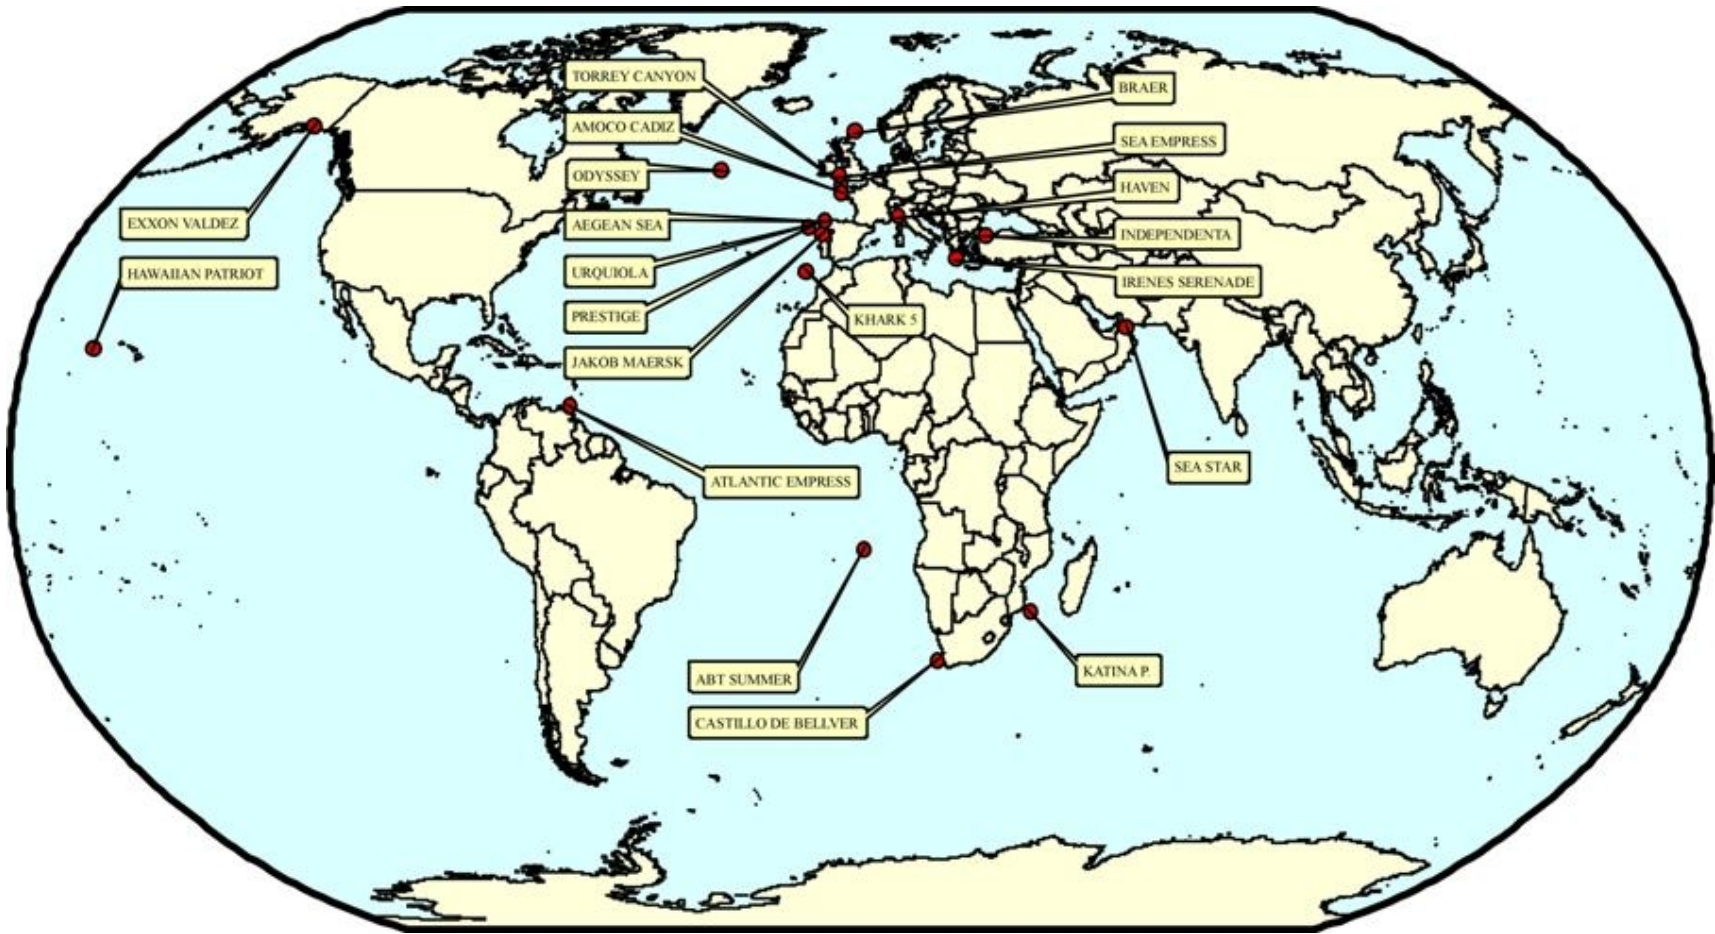 TORREY CANYON
BRAER
AMOCO CADIZ
SEA EMPRESS
ODYSSEY
HAVEN
EXXON VALDEZ
AEGEAN SEA
INDEPENDENTA
HAWAIIAN PATRIOT
URQUIOLA
IRENES SERENADE
PRESTIGE
KHARK 5
JAKOB MAERSK
SEA STAR
ATLANTIC EMPRESS
KATINA P.
ABT SUMMER
CASTILLO DE BELLVER